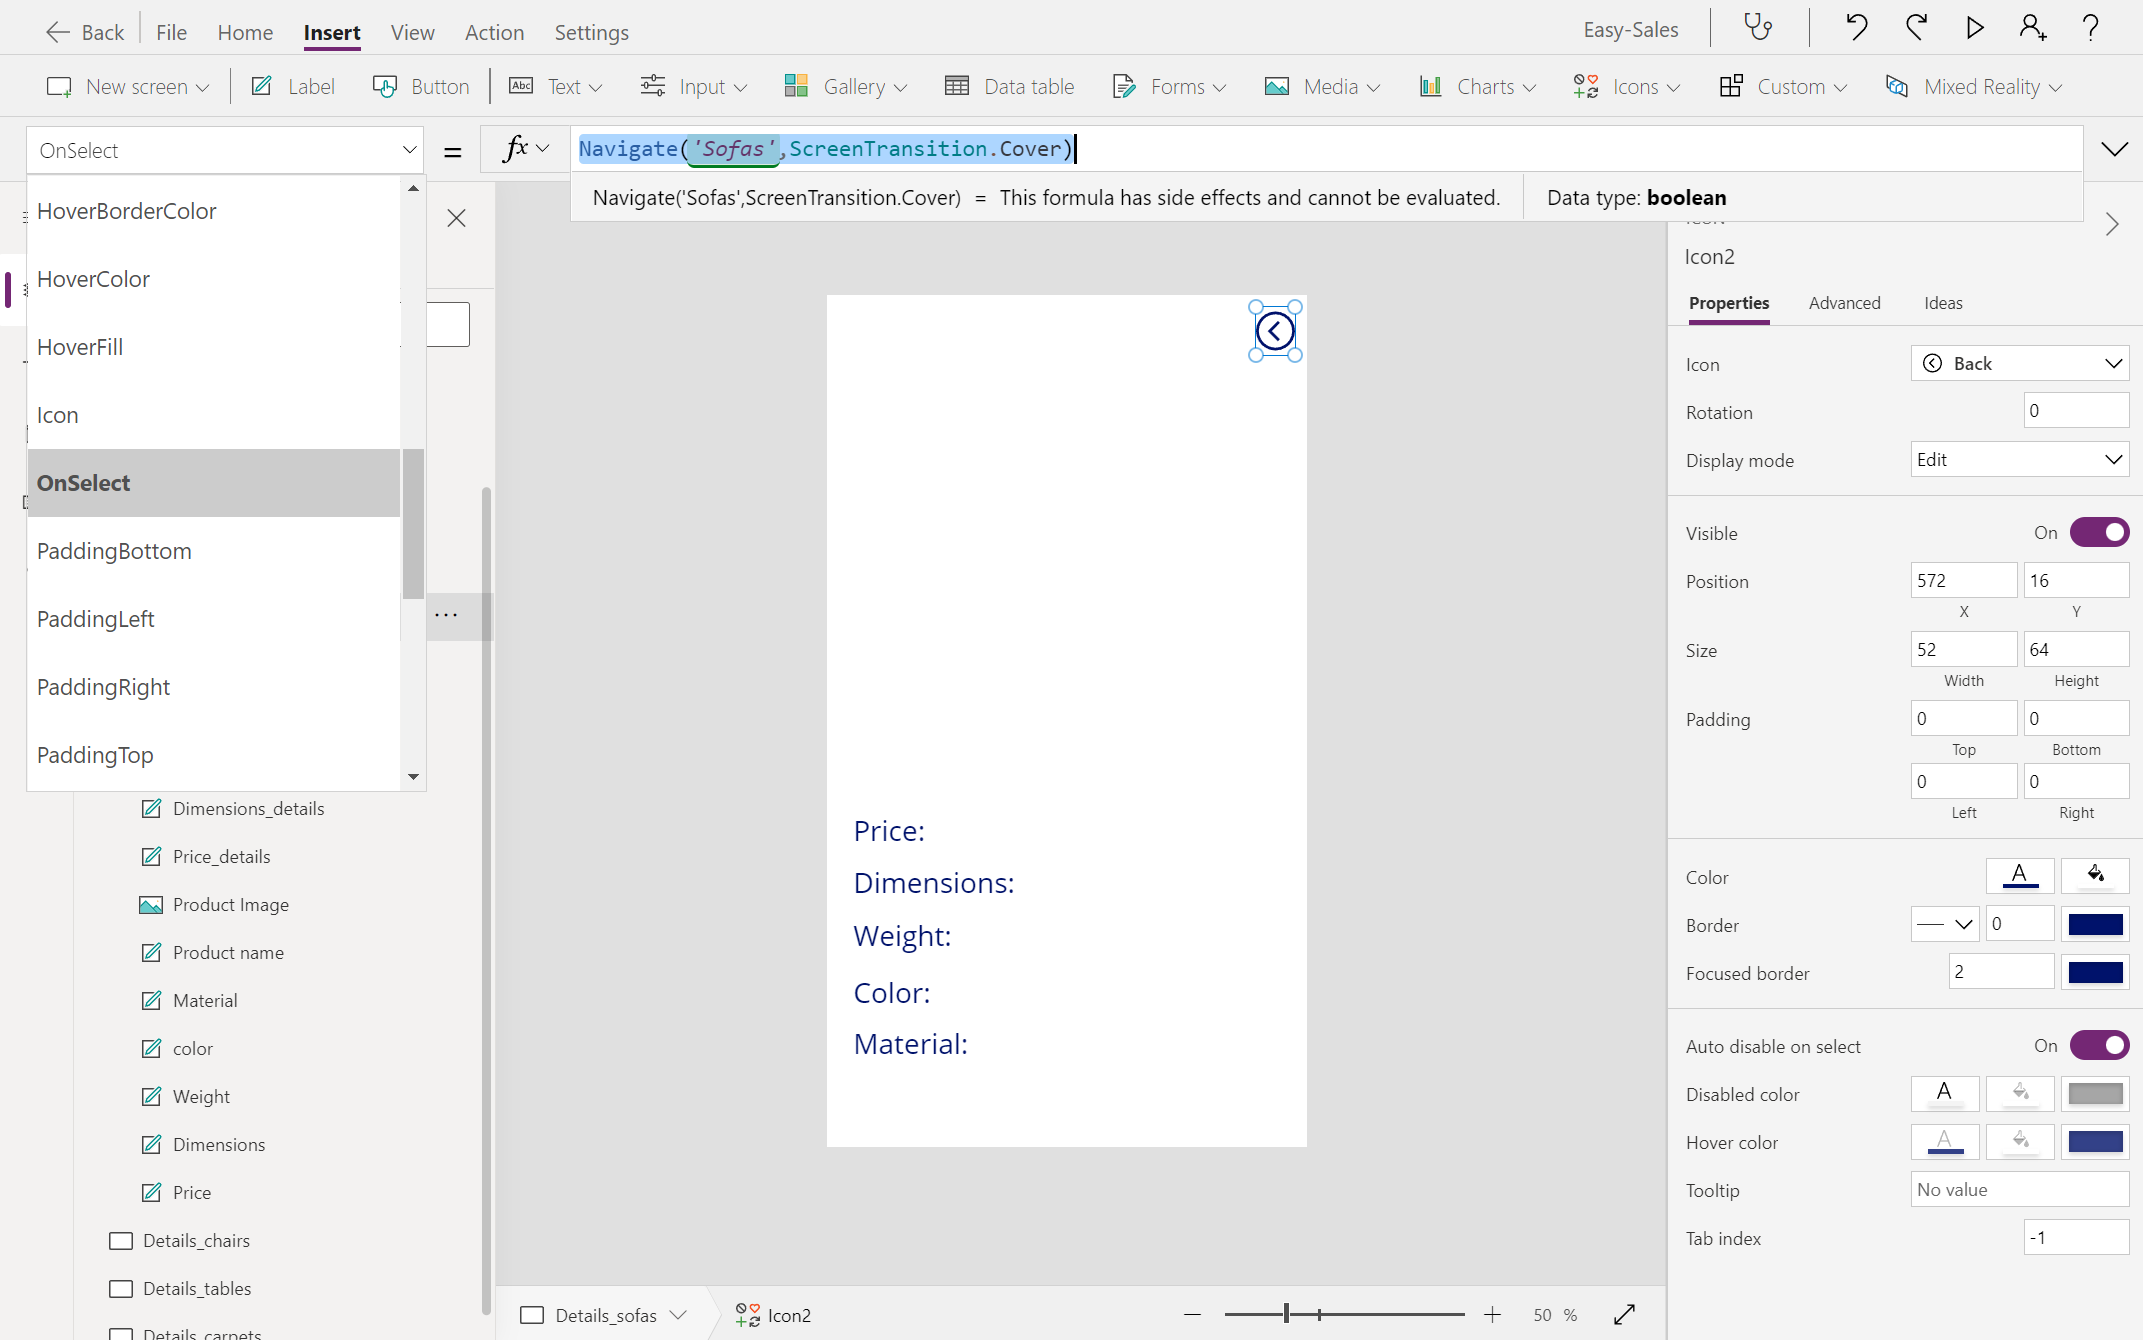 Back File Home Insert View Action Settings Easy-Sales
New screen Label Button Abc Text Input Gallery Data table Forms Media Charts Icons Custom Mixed Reality
OnSelect = fx Navigate('Sofas',ScreenTransition.Cover)
Navigate('Sofas',ScreenTransition.Cover) = This formula has side effects and cannot be evaluated. Data type: boolean
HoverBorderColor
HoverColor
HoverFill
Icon
OnSelect
PaddingBottom
PaddingLeft
PaddingRight
PaddingTop
Dimensions_details
Price_details
Product Image
Product name
Material
color
Weight
Dimensions
Price
Details_chairs
Details_tables
Details_carpets
Price:
Dimensions:
Weight:
Color:
Material:
Details_sofas Icon2 50 %
Icon2
Properties Advanced Ideas
Icon Back
Rotation 0
Display mode Edit
Visible On
Position 572 16
X Y
Size 52 64
Width Height
Padding 0 0
Top Bottom
0 0
Left Right
Color A
Border 0
Focused border 2
Auto disable on select On
Disabled color A
Hover color A
Tooltip No value
Tab index -1